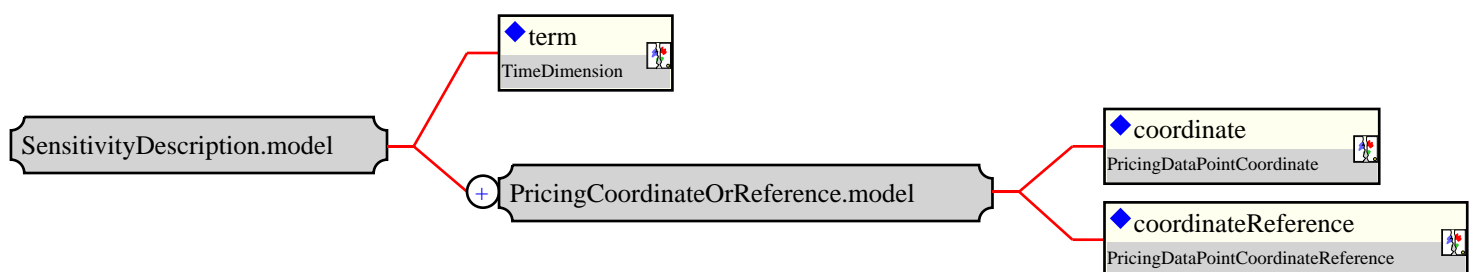 term
TimeDimension
SensitivityDescription.model
+
PricingCoordinateOrReference.model
coordinate
PricingDataPointCoordinate
coordinateReference
PricingDataPointCoordinateReference